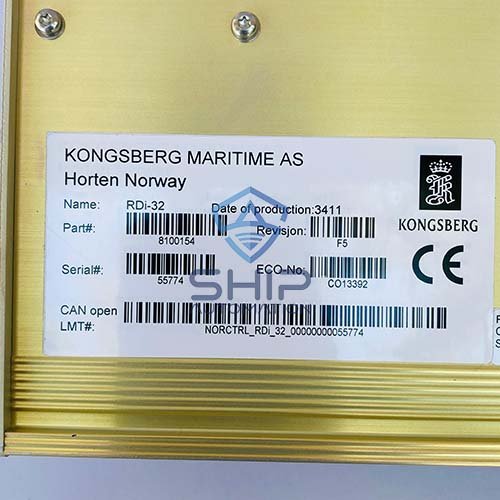 KONGSBERG MARITIME AS
Horten Norway
Name: RDi-32 Date of production:3411
Part#: 8100154 Revisjon: F5
KONGSBERG
Serial#: 55774 ECO-No: CO13392
CE
CAN open
LMT#: NORCTRL_RDi_32_00000000055774
SHIP
AUTOMATION